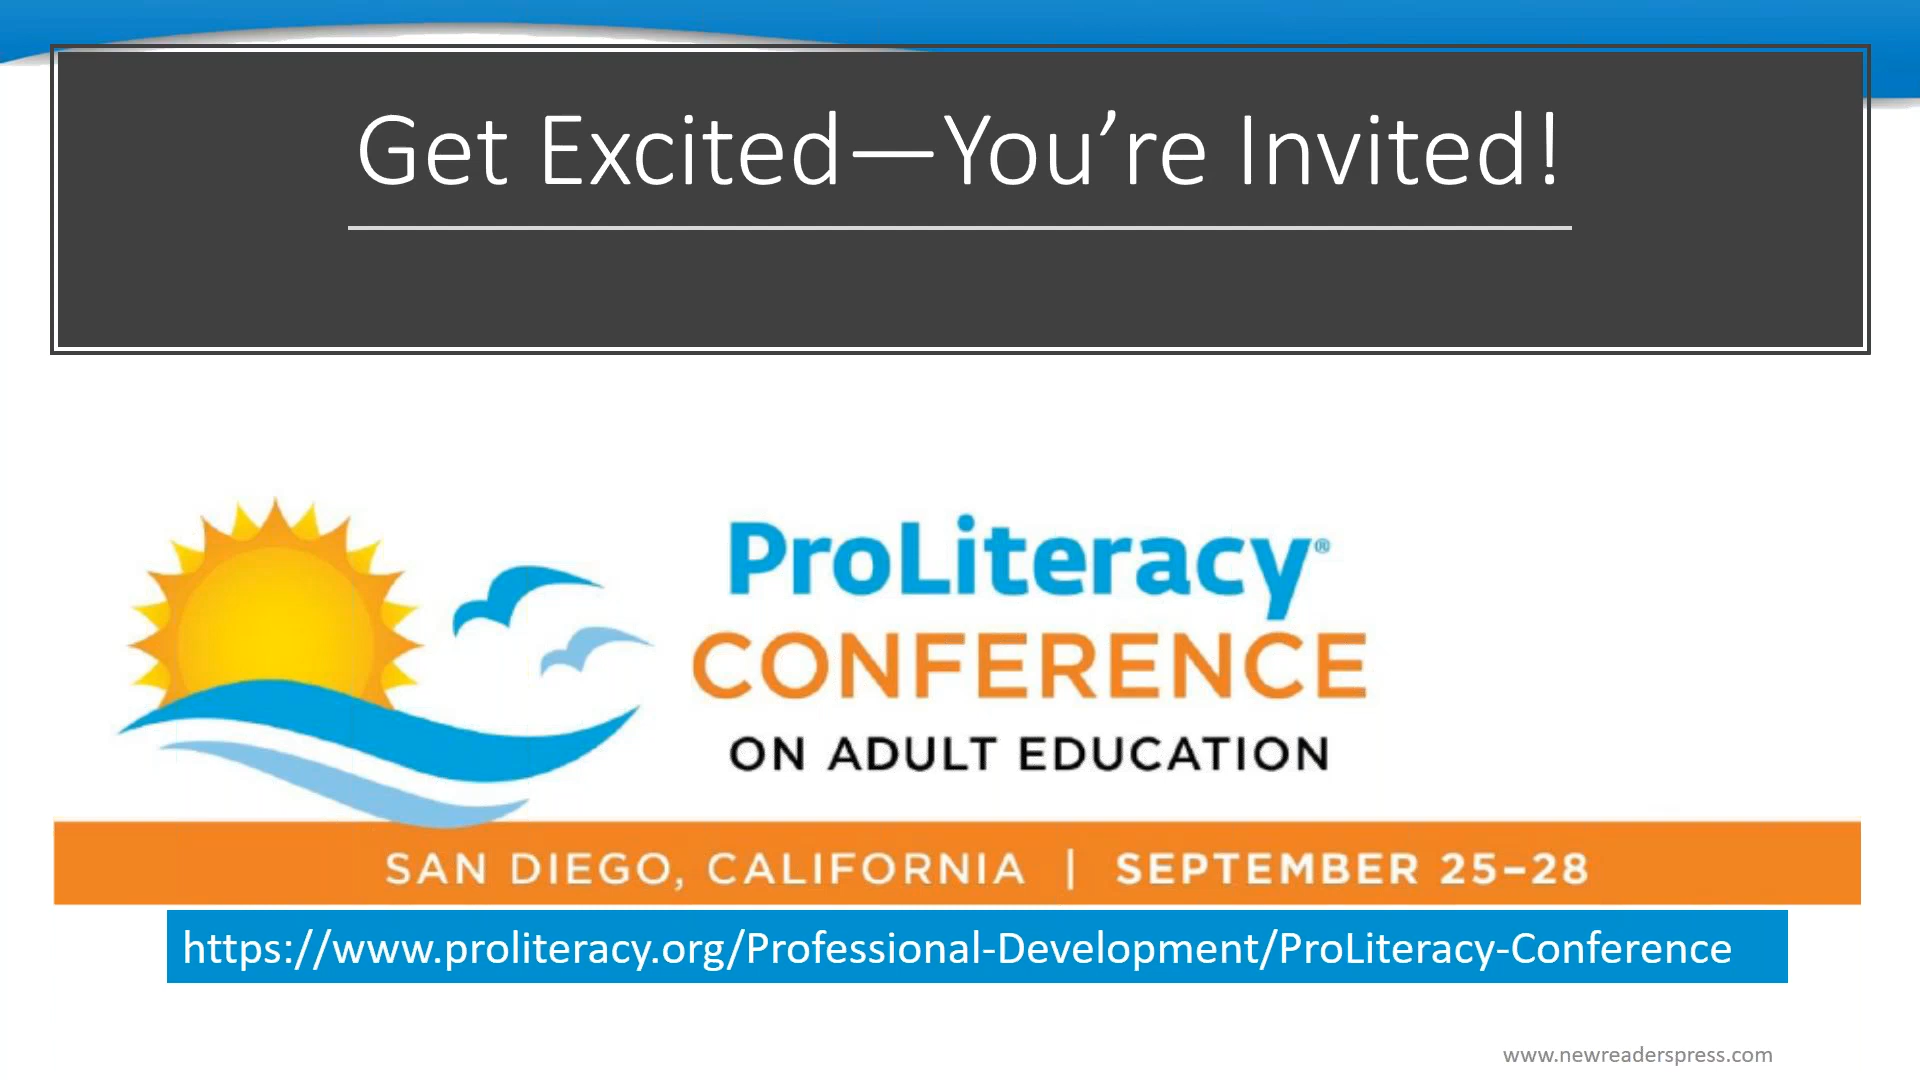 Get Excited—You’re Invited!
ProLiteracy®
CONFERENCE
ON ADULT EDUCATION
SAN DIEGO, CALIFORNIA | SEPTEMBER 25–28
https://www.proliteracy.org/Professional-Development/ProLiteracy-Conference
www.newreaderspress.com